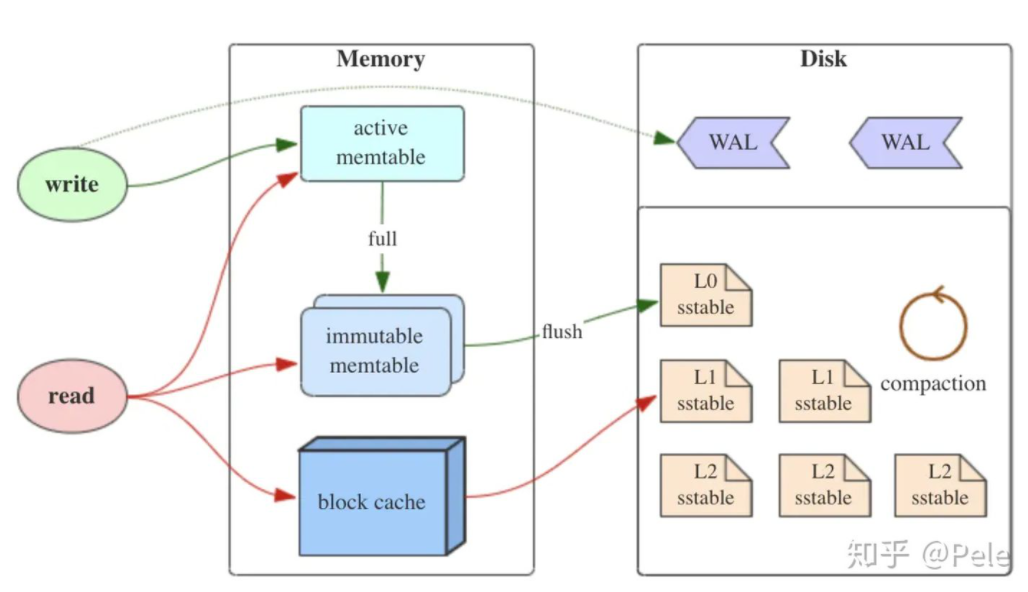 Memory
Disk
active
memtable
WAL
WAL
write
full
L0
sstable
immutable
memtable
flush
compaction
read
L1
sstable
L1
sstable
block cache
L2
sstable
L2
sstable
L2
sstable
知乎 @Pele